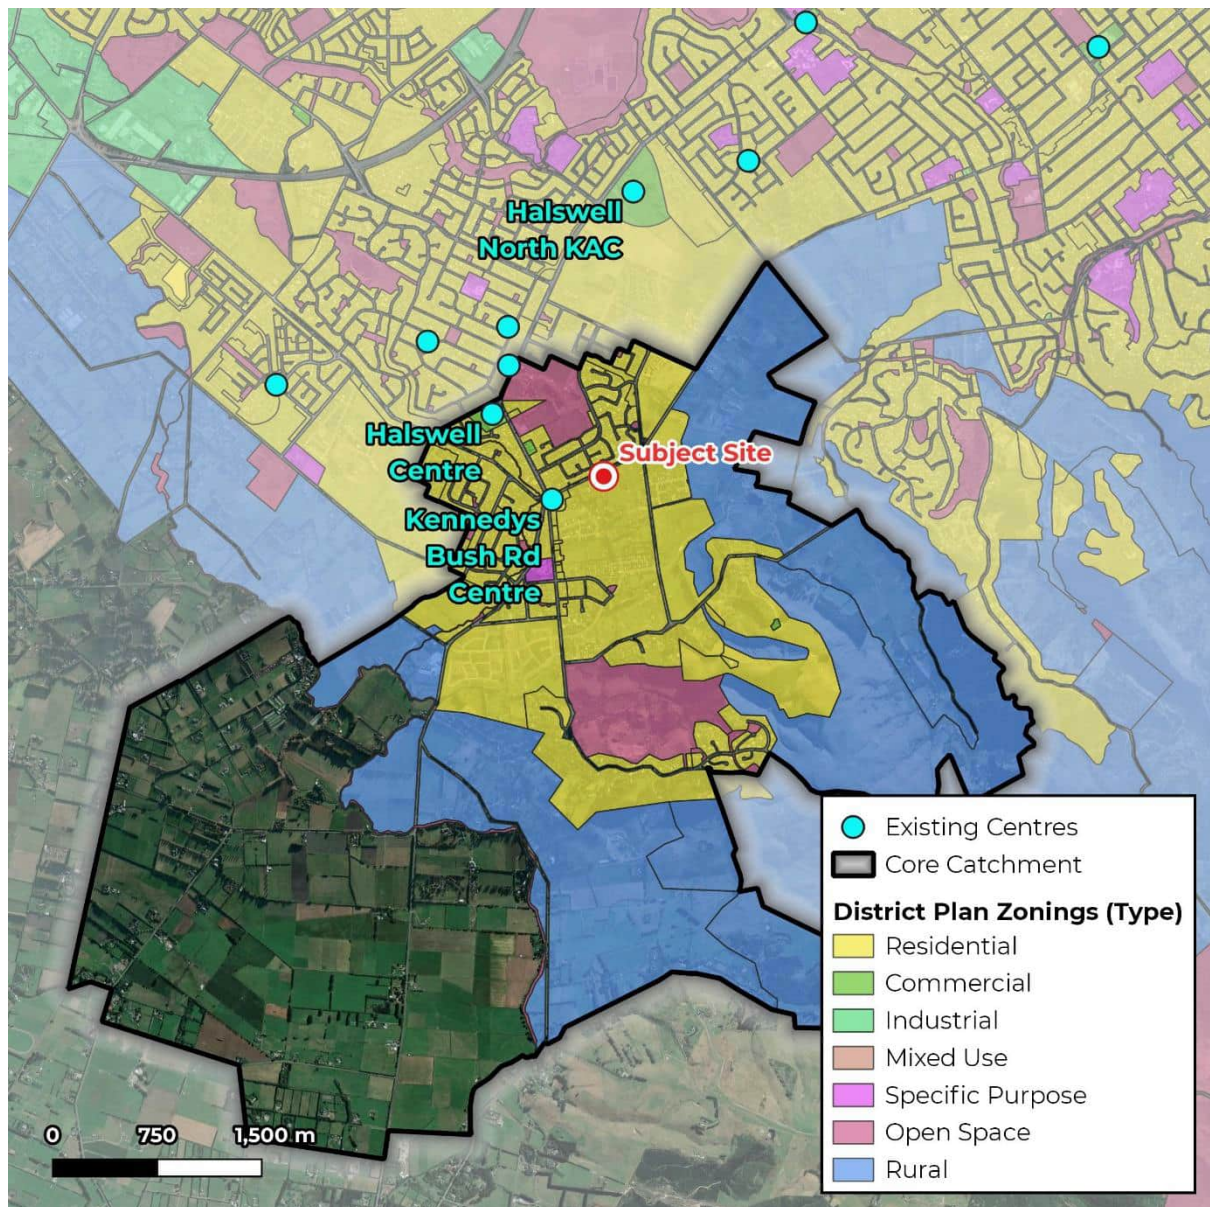 Halswell
North KAC
Halswell
Centre
Subject Site
Kennedys
Bush Rd
Centre
Existing Centres
Core Catchment
District Plan Zonings (Type)
Residential
Commercial
Industrial
Mixed Use
Specific Purpose
Open Space
Rural
0 750 1,500 m